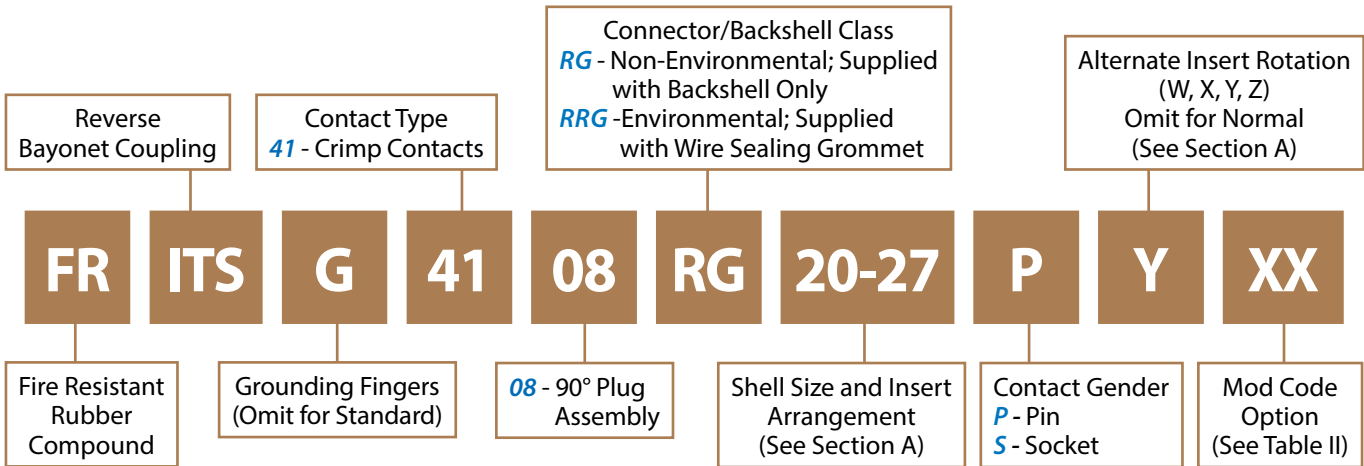 Connector/Backshell Class
RG - Non-Environmental; Supplied
with Backshell Only
RRG -Environmental; Supplied
with Wire Sealing Grommet
Alternate Insert Rotation
(W, X, Y, Z)
Omit for Normal
(See Section A)
Reverse
Bayonet Coupling
Contact Type
41 - Crimp Contacts
FR ITS G 41 08 RG 20-27 P Y XX
Fire Resistant
Rubber
Compound
Grounding Fingers
(Omit for Standard)
08 - 90° Plug
Assembly
Shell Size and Insert
Arrangement
(See Section A)
Contact Gender
P - Pin
S - Socket
Mod Code
Option
(See Table II)